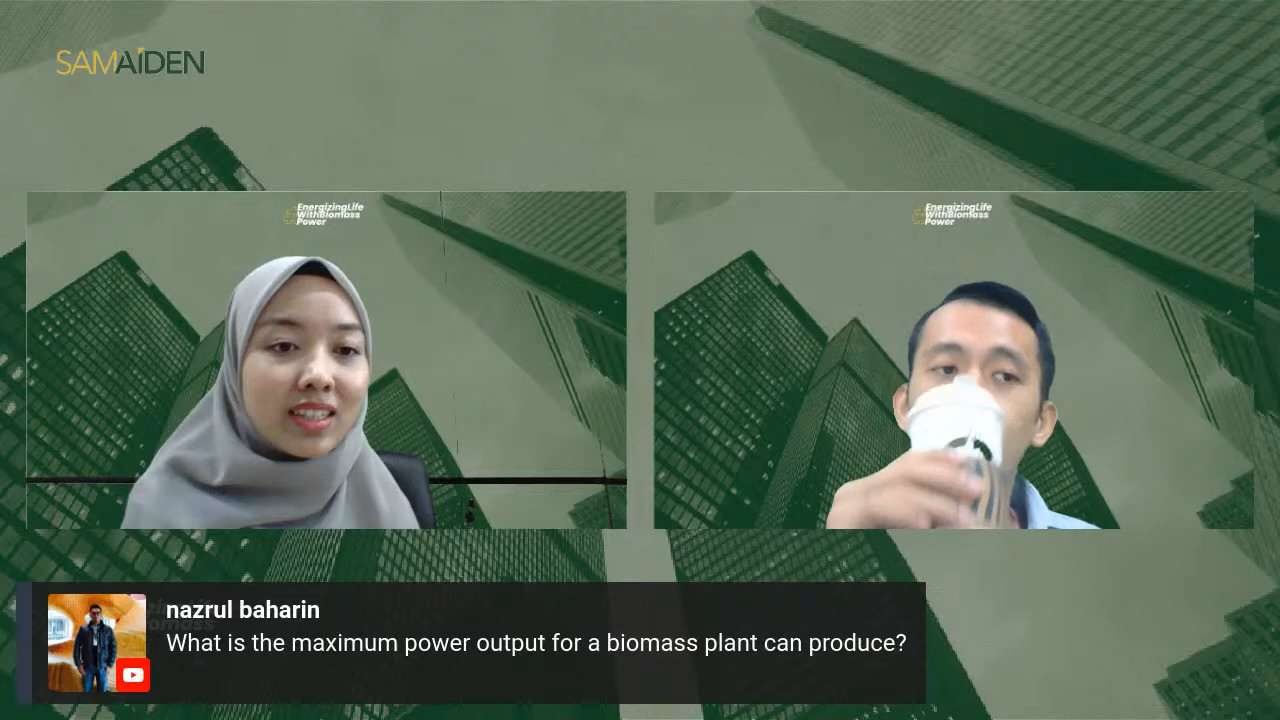 SAMAIDEN
EnergizingLife
WithBiomass
Power
EnergizingLife
WithBiomass
Power
nazrul baharin
What is the maximum power output for a biomass plant can produce?